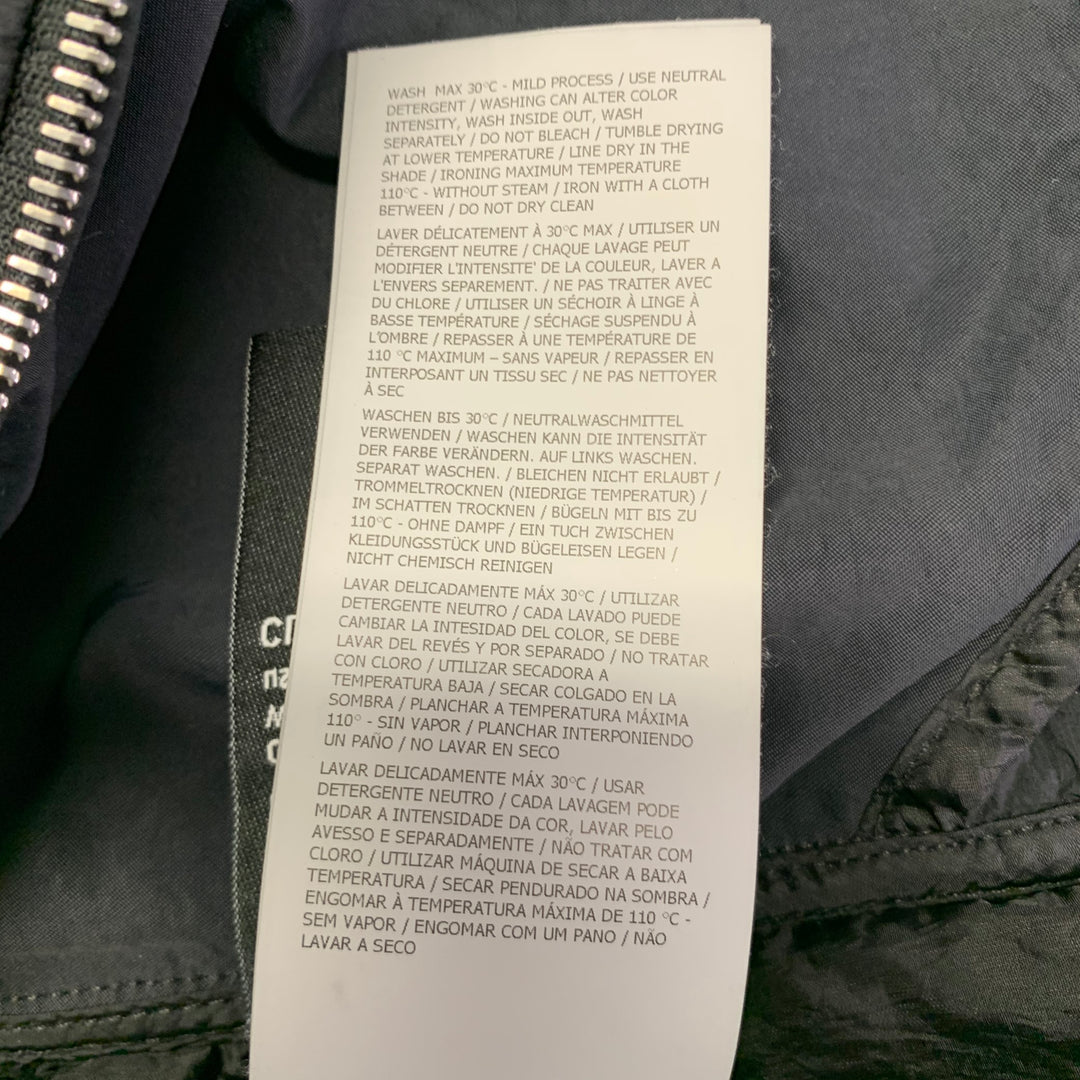 WASH MAX 30°C - MILD PROCESS / USE NEUTRAL
DETERGENT / WASHING CAN ALTER COLOR
INTENSITY, WASH INSIDE OUT, WASH
SEPARATELY / DO NOT BLEACH / TUMBLE DRYING
AT LOWER TEMPERATURE / LINE DRY IN THE
SHADE / IRONING MAXIMUM TEMPERATURE
110°C - WITHOUT STEAM / IRON WITH A CLOTH
BETWEEN / DO NOT DRY CLEAN
LAVER DÉLICATEMENT À 30°C MAX / UTILISER UN
DÉTERGENT NEUTRE / CHAQUE LAVAGE PEUT
MODIFIER L'INTENSITE' DE LA COULEUR, LAVER A
L'ENVERS SEPAREMENT. / NE PAS TRAITER AVEC
DU CHLORE / UTILISER UN SÉCHOIR À LINGE À
BASSE TEMPÉRATURE / SÉCHAGE SUSPENDU À
L'OMBRE / REPASSER À UNE TEMPÉRATURE DE
110 °C MAXIMUM – SANS VAPEUR / REPASSER EN
INTERPOSANT UN TISSU SEC / NE PAS NETTOYER
À SEC
WASCHEN BIS 30°C / NEUTRALWASCHMITTEL
VERWENDEN / WASCHEN KANN DIE INTENSITÄT
DER FARBE VERÄNDERN. AUF LINKS WASCHEN.
SEPARAT WASCHEN. / BLEICHEN NICHT ERLAUBT /
TROMMELTROCKNEN (NIEDRIGE TEMPERATUR) /
IM SCHATTEN TROCKNEN / BÜGELN MIT BIS ZU
110°C - OHNE DAMPF / EIN TUCH ZWISCHEN
KLEIDUNGSSTÜCK UND BÜGELEISEN LEGEN /
NICHT CHEMISCH REINIGEN
LAVAR DELICADAMENTE MÁX 30°C / UTILIZAR
DETERGENTE NEUTRO / CADA LAVADO PUEDE
CAMBIAR LA INTESIDAD DEL COLOR, SE DEBE
LAVAR DEL REVÉS Y POR SEPARADO / NO TRATAR
CON CLORO / UTILIZAR SECADORA A
TEMPERATURA BAJA / SECAR COLGADO EN LA
SOMBRA / PLANCHAR A TEMPERATURA MÁXIMA
110° - SIN VAPOR / PLANCHAR INTERPONIENDO
UN PAÑO / NO LAVAR EN SECO
LAVAR DELICADAMENTE MÁX 30°C / USAR
DETERGENTE NEUTRO / CADA LAVAGEM PODE
MUDAR A INTENSIDADE DA COR, LAVAR PELO
AVESSO E SEPARADAMENTE / NÃO TRATAR COM
CLORO / UTILIZAR MÁQUINA DE SECAR A BAIXA
TEMPERATURA / SECAR PENDURADO NA SOMBRA /
ENGOMAR À TEMPERATURA MÁXIMA DE 110 °C -
SEM VAPOR / ENGOMAR COM UM PANO / NÃO
LAVAR A SECO